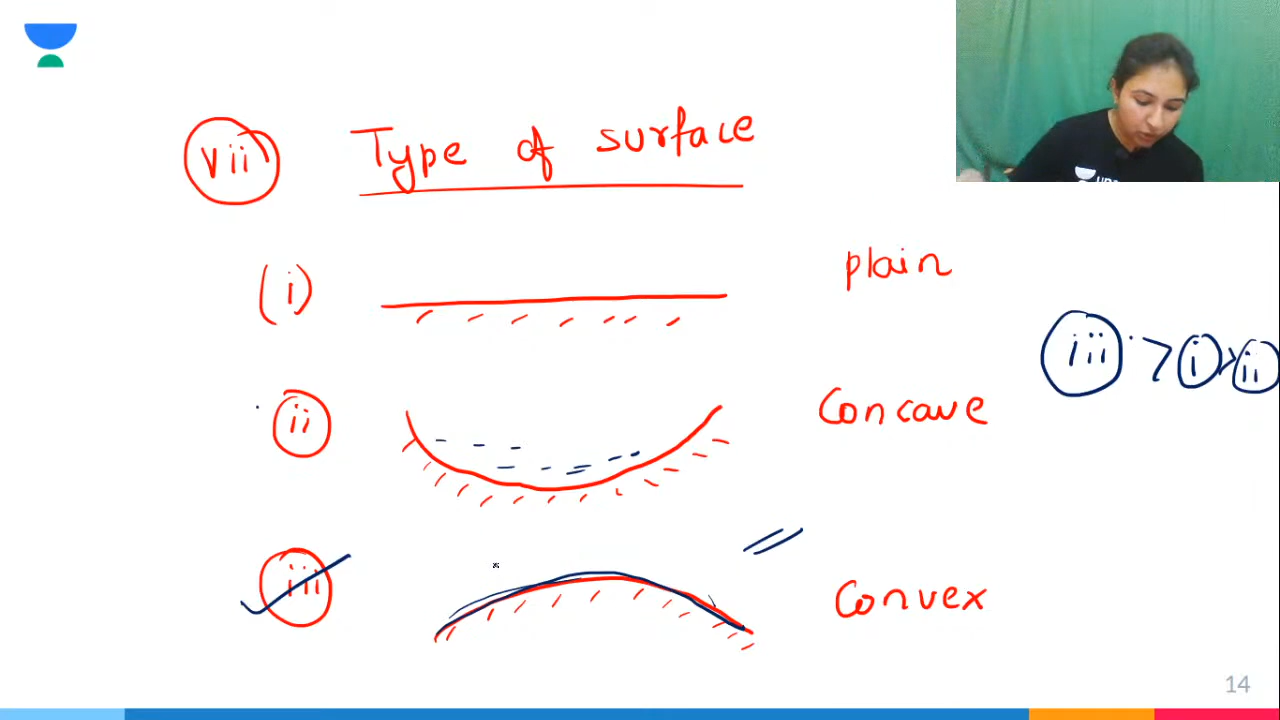 vii Type of surface
(i) plain
iii > i > ii
ii Concave
iii Convex
14